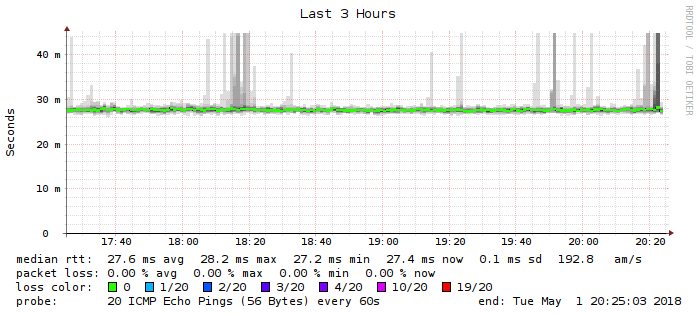 Last 3 Hours
RRDTOOL / TOBI OETIKER
Seconds
40 m
30 m
20 m
10 m
0
17:40 18:00 18:20 18:40 19:00 19:20 19:40 20:00 20:20
median rtt: 27.6 ms avg 28.2 ms max 27.2 ms min 27.4 ms now 0.1 ms sd 192.8 am/s
packet loss: 0.00 % avg 0.00 % max 0.00 % min 0.00 % now
loss color: 0 1/20 2/20 3/20 4/20 10/20 19/20
probe: 20 ICMP Echo Pings (56 Bytes) every 60s end: Tue May 1 20:25:03 2018